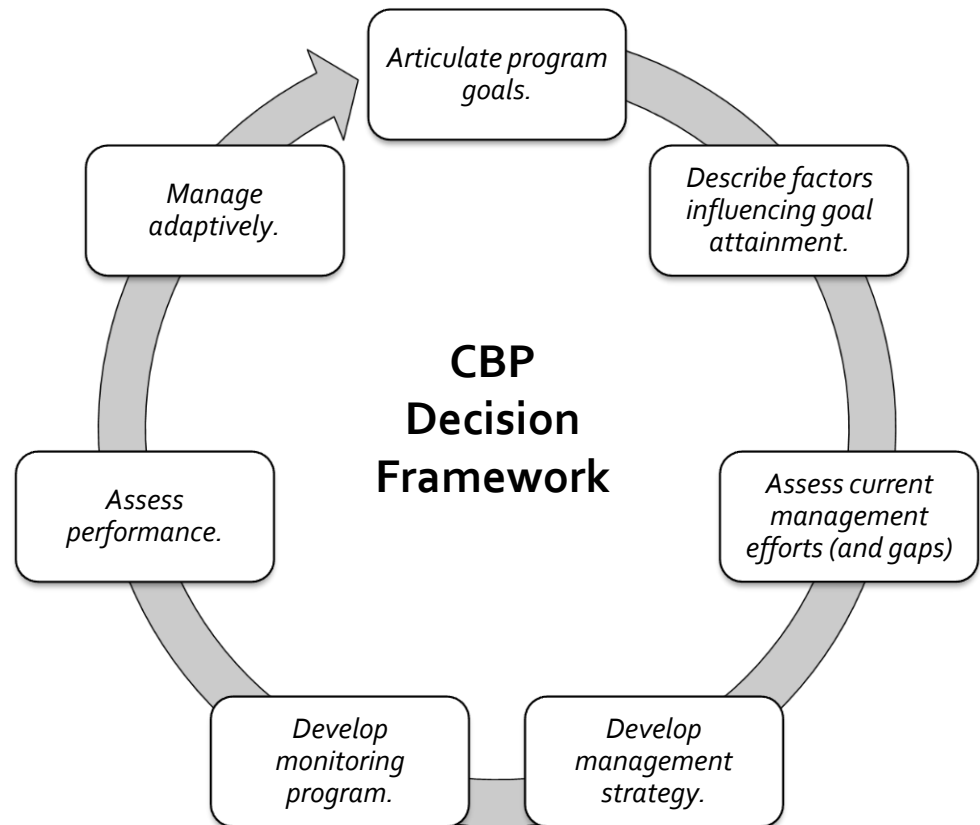 Articulate program
goals.
Describe factors
influencing goal
attainment.
Assess current
management
efforts (and gaps)
Develop
management
strategy.
Develop
monitoring
program.
Assess
performance.
Manage
adaptively.
CBP
Decision
Framework